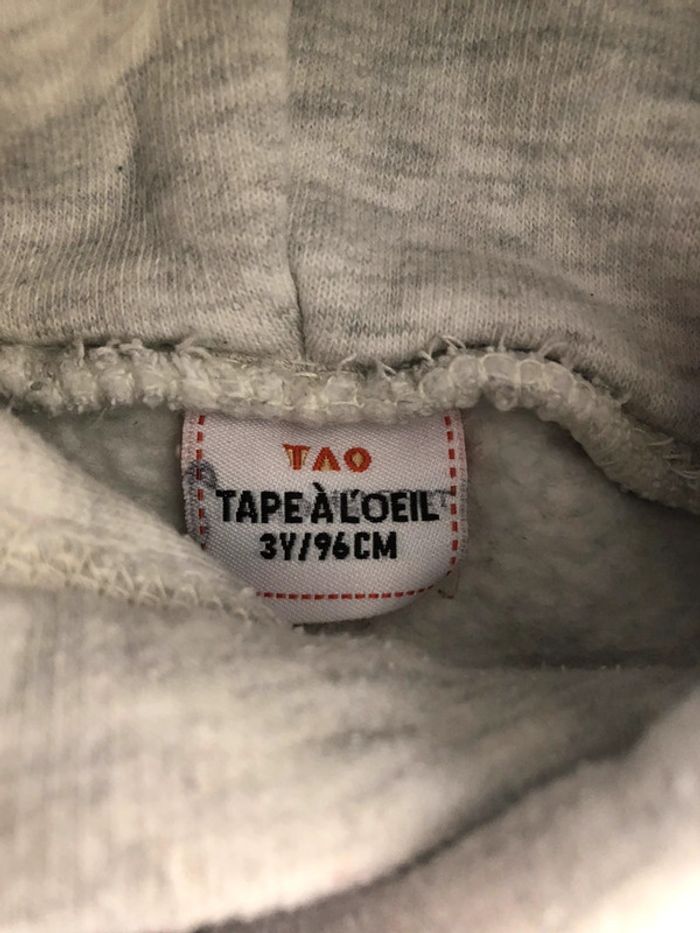 TAO
TAPE À L'OEIL
3Y/96CM